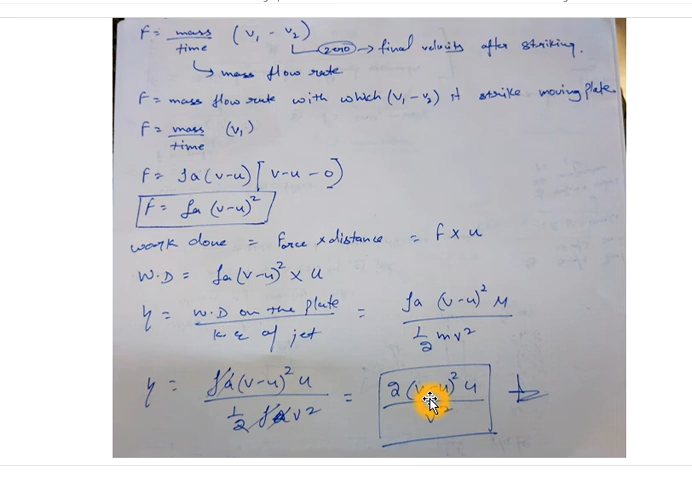 F = mass/time (v₁ - v₂)
zero → final velocity after striking.
↳ mass flow rate
F = mass flow rate with which (v₁ - v₂) it strike moving plate.
F = mass/time (v₁)
F = ρa(v-u)[v-u-0]
F = ρa (v-u)²
work done = force x distance = F x u
W.D = ρa(v-u)² x u
η = W.D on the plate / k ε of jet = ρa (v-u)² u / ½ mv²
η = ρa(v-u)² u / ½ ρav² = 2(v-u)² u / v²